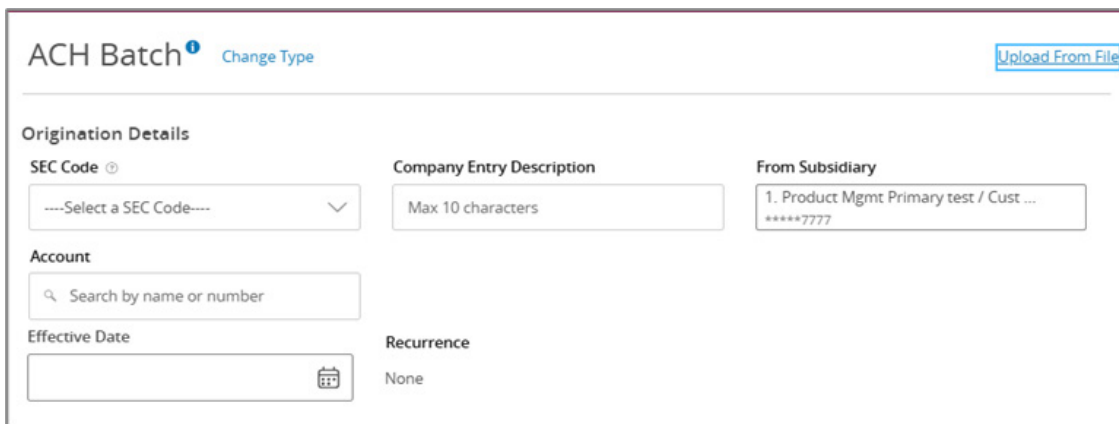 ACH Batch Change Type
Upload From File
Origination Details
SEC Code
Company Entry Description
From Subsidiary
----Select a SEC Code----
Max 10 characters
1. Product Mgmt Primary test / Cust ...
*****7777
Account
Search by name or number
Effective Date
Recurrence
None